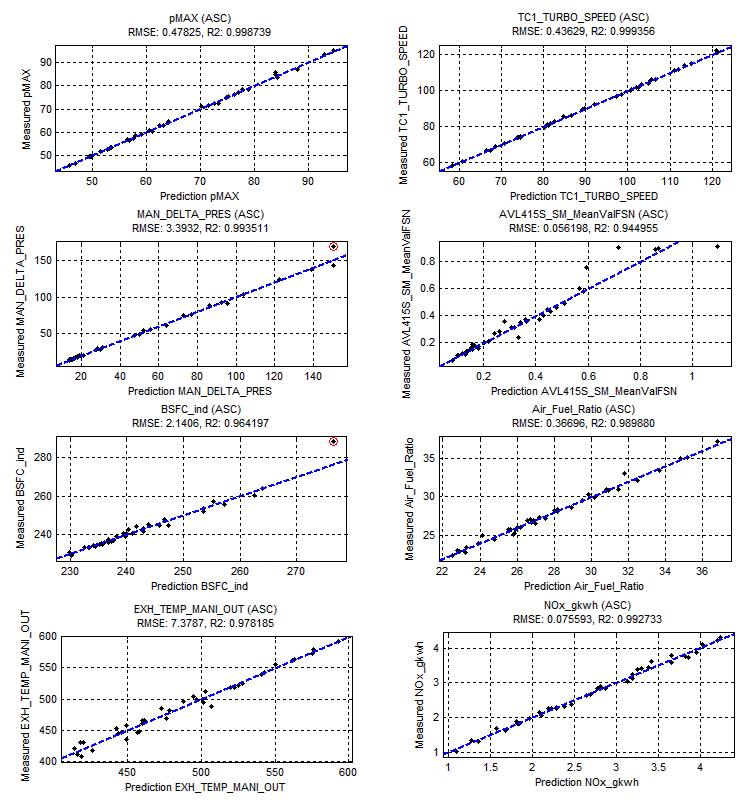 pMAX (ASC)
RMSE: 0.47825, R2: 0.998739
Measured pMAX
90
80
70
60
50
50 60 70 80 90
Prediction pMAX
TC1_TURBO_SPEED (ASC)
RMSE: 0.43629, R2: 0.999356
Measured TC1_TURBO_SPEED
120
100
80
60
60 70 80 90 100 110 120
Prediction TC1_TURBO_SPEED
MAN_DELTA_PRES (ASC)
RMSE: 3.3932, R2: 0.993511
Measured MAN_DELTA_PRES
150
100
50
20 40 60 80 100 120 140
Prediction MAN_DELTA_PRES
AVL415S_SM_MeanValFSN (ASC)
RMSE: 0.056198, R2: 0.944955
Measured AVL415S_SM_MeanValFSN
0.8
0.6
0.4
0.2
0.2 0.4 0.6 0.8 1
Prediction AVL415S_SM_MeanValFSN
BSFC_ind (ASC)
RMSE: 2.1406, R2: 0.964197
Measured BSFC_ind
280
260
240
230 240 250 260 270
Prediction BSFC_ind
Air_Fuel_Ratio (ASC)
RMSE: 0.36696, R2: 0.989880
Measured Air_Fuel_Ratio
35
30
25
22 24 26 28 30 32 34 36
Prediction Air_Fuel_Ratio
EXH_TEMP_MANI_OUT (ASC)
RMSE: 7.3787, R2: 0.978185
Measured EXH_TEMP_MANI_OUT
600
550
500
450
400
450 500 550 600
Prediction EXH_TEMP_MANI_OUT
NOx_gkwh (ASC)
RMSE: 0.075593, R2: 0.992733
Measured NOx_gkwh
4
3
2
1
1 1.5 2 2.5 3 3.5 4
Prediction NOx_gkwh